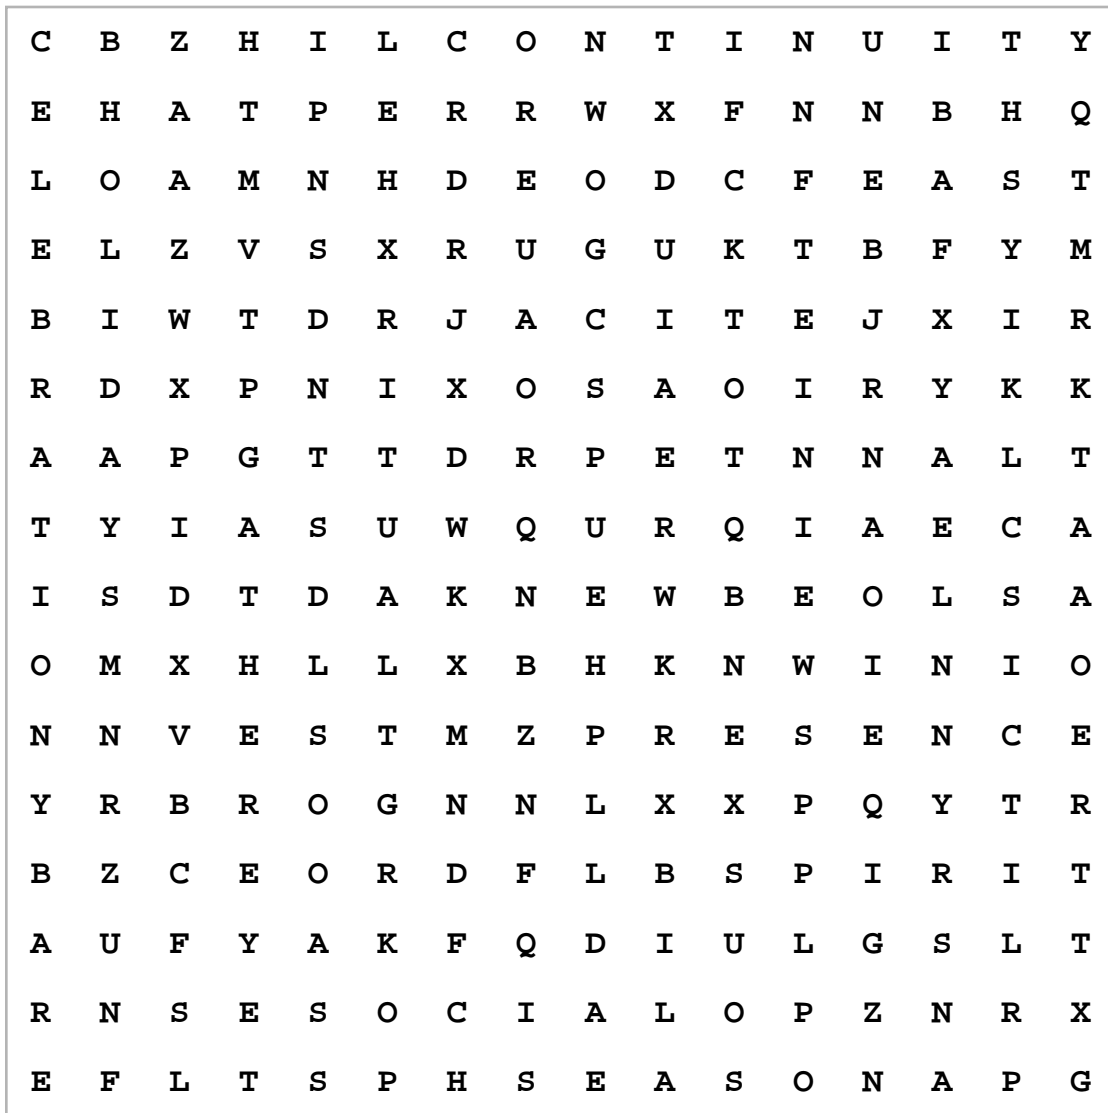 C B Z H I L C O N T I N U I T Y
E H A T P E R R W X F N N B H Q
L O A M N H D E O D C F E A S T
E L Z V S X R U G U K T B F Y M
B I W T D R J A C I T E J X I R
R D X P N I X O S A O I R Y K K
A A P G T T D R P E T N N A L T
T Y I A S U W Q U R Q I A E C A
I S D T D A K N E W B E O L S A
O M X H L L X B H K N W I N I O
N N V E S T M Z P R E S E N C E
Y R B R O G N N L X X P Q Y T R
B Z C E O R D F L B S P I R I T
A U F Y A K F Q D I U L G S L T
R N S E S O C I A L O P Z N R X
E F L T S P H S E A S O N A P G